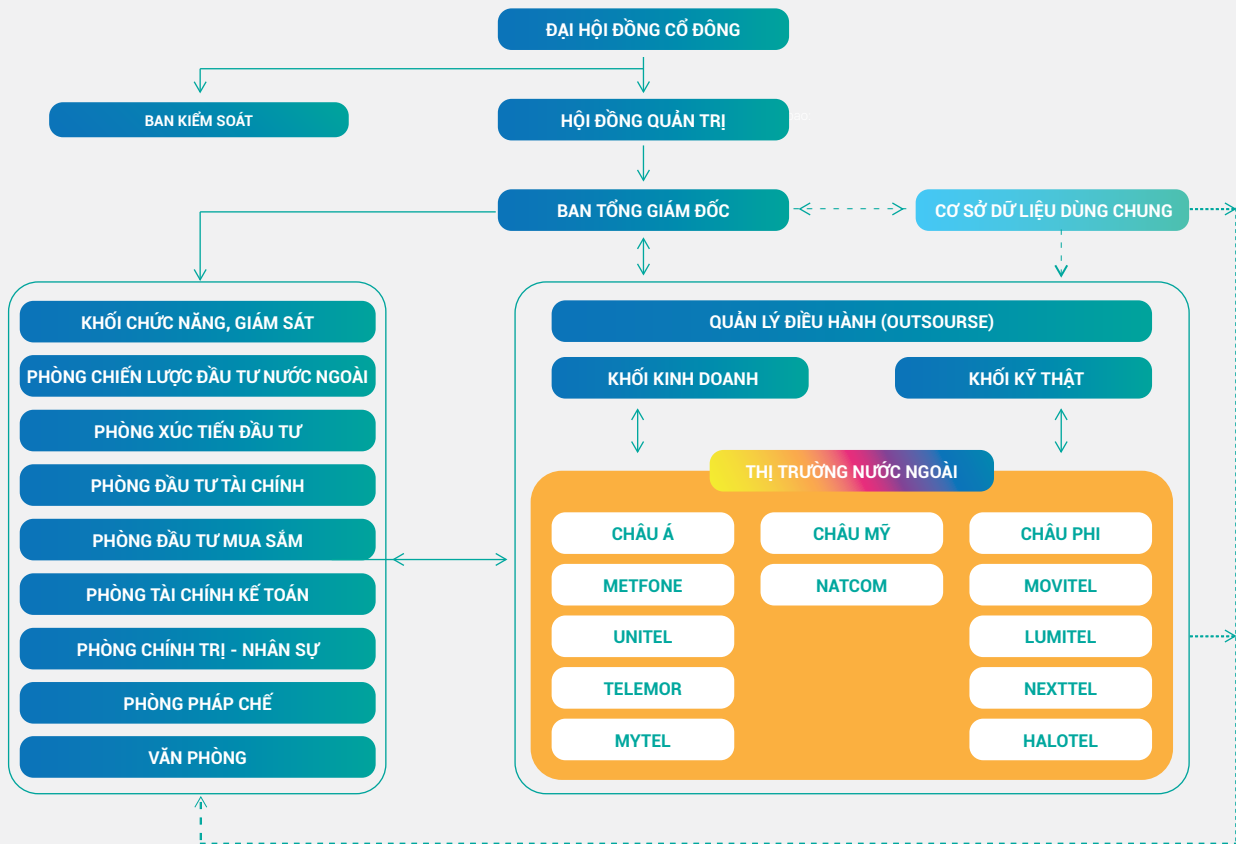 ĐẠI HỘI ĐỒNG CỔ ĐÔNG
BAN KIỂM SOÁT
HỘI ĐỒNG QUẢN TRỊ
BAN TỔNG GIÁM ĐỐC
CƠ SỞ DỮ LIỆU DÙNG CHUNG
KHỐI CHỨC NĂNG, GIÁM SÁT
PHÒNG CHIẾN LƯỢC ĐẦU TƯ NƯỚC NGOÀI
PHÒNG XÚC TIẾN ĐẦU TƯ
PHÒNG ĐẦU TƯ TÀI CHÍNH
PHÒNG ĐẦU TƯ MUA SẮM
PHÒNG TÀI CHÍNH KẾ TOÁN
PHÒNG CHÍNH TRỊ - NHÂN SỰ
PHÒNG PHÁP CHẾ
VĂN PHÒNG
QUẢN LÝ ĐIỀU HÀNH (OUTSOURSE)
KHỐI KINH DOANH
KHỐI KỸ THẬT
THỊ TRƯỜNG NƯỚC NGOÀI
CHÂU Á
METFONE
UNITEL
TELEMOR
MYTEL
CHÂU MỸ
NATCOM
CHÂU PHI
MOVITEL
LUMITEL
NEXTTEL
HALOTEL